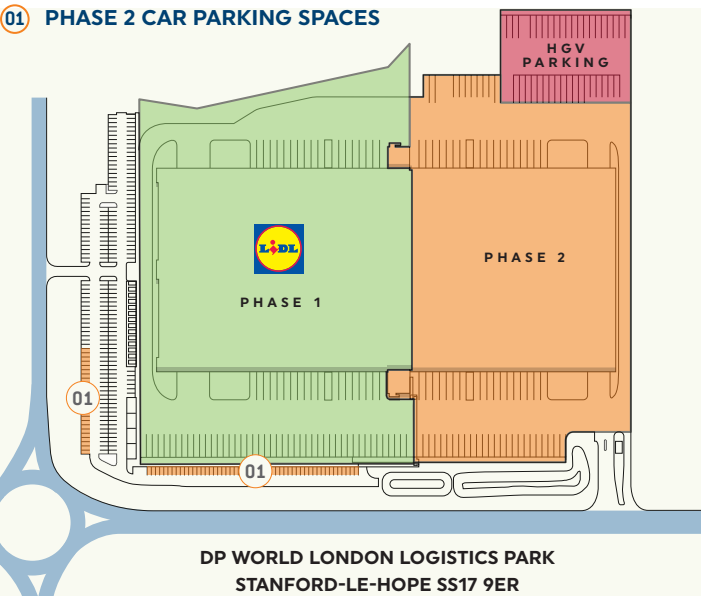 01 PHASE 2 CAR PARKING SPACES
HGV
PARKING
LiDL
PHASE 1
PHASE 2
01
01
DP WORLD LONDON LOGISTICS PARK
STANFORD-LE-HOPE SS17 9ER